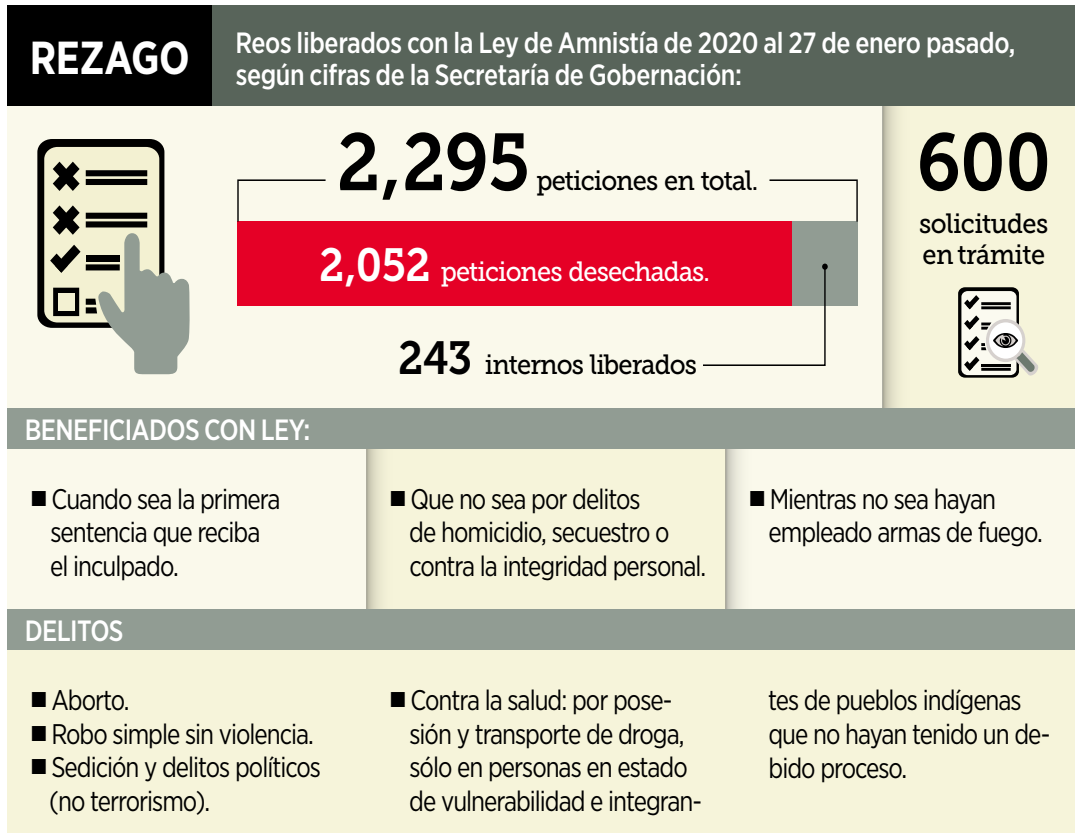 REZAGO
Reos liberados con la Ley de Amnistía de 2020 al 27 de enero pasado,
según cifras de la Secretaría de Gobernación:
2,295 peticiones en total.
2,052 peticiones desechadas.
243 internos liberados
600
solicitudes
en trámite
BENEFICIADOS CON LEY:
■ Cuando sea la primera
sentencia que reciba
el inculpado.
■ Que no sea por delitos
de homicidio, secuestro o
contra la integridad personal.
■ Mientras no sea hayan
empleado armas de fuego.
DELITOS
■ Aborto.
■ Robo simple sin violencia.
■ Sedición y delitos políticos
(no terrorismo).
■ Contra la salud: por pose-
sión y transporte de droga,
sólo en personas en estado
de vulnerabilidad e integran-
tes de pueblos indígenas
que no hayan tenido un de-
bido proceso.